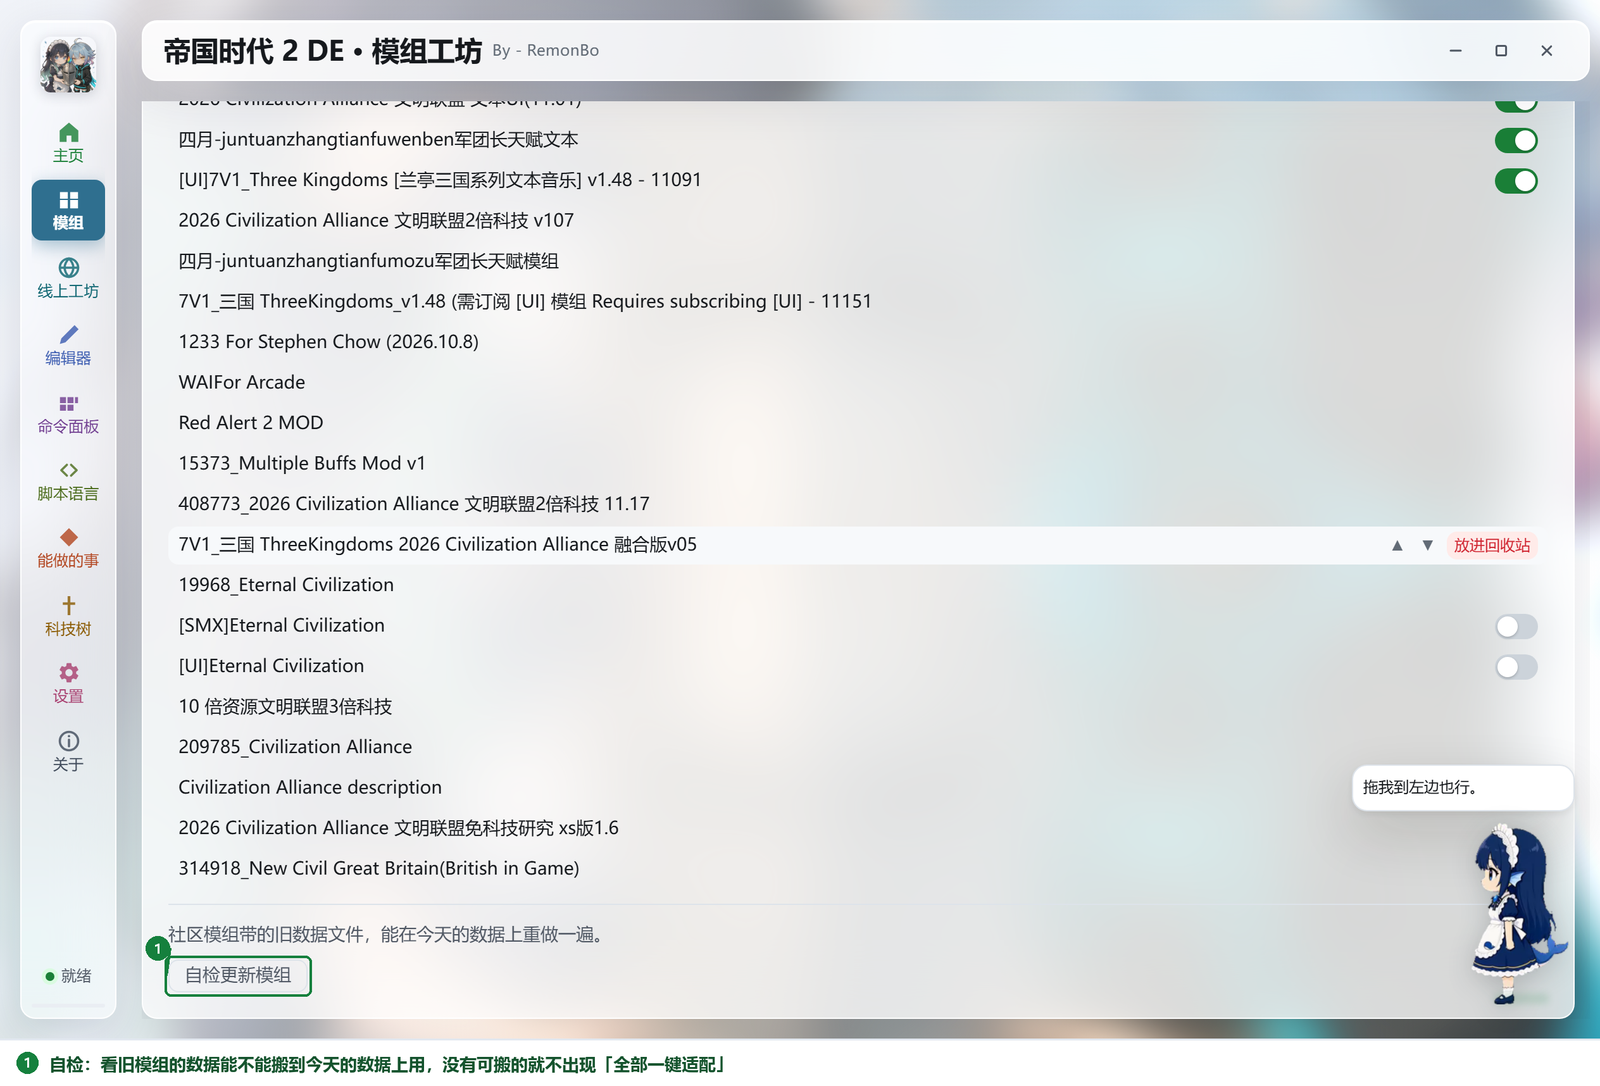 帝国时代 2 DE • 模组工坊 By - RemonBo
主页
模组
线上工坊
编辑器
命令面板
脚本语言
能做的事
科技树
设置
关于
就绪
2026 Civilization Alliance 文明联盟 文本UI(11.01)
四月-juntuanzhangtianfuwenben军团长天赋文本
[UI]7V1_Three Kingdoms [兰亭三国系列文本音乐] v1.48 - 11091
2026 Civilization Alliance 文明联盟2倍科技 v107
四月-juntuanzhangtianfumozu军团长天赋模组
7V1_三国 ThreeKingdoms_v1.48 (需订阅 [UI] 模组 Requires subscribing [UI] - 11151
1233 For Stephen Chow (2026.10.8)
WAIFor Arcade
Red Alert 2 MOD
15373_Multiple Buffs Mod v1
408773_2026 Civilization Alliance 文明联盟2倍科技 11.17
7V1_三国 ThreeKingdoms 2026 Civilization Alliance 融合版v05 ▲ ▼ 放进回收站
19968_Eternal Civilization
[SMX]Eternal Civilization
[UI]Eternal Civilization
10 倍资源文明联盟3倍科技
209785_Civilization Alliance
Civilization Alliance description
2026 Civilization Alliance 文明联盟免科技研究 xs版1.6
314918_New Civil Great Britain(British in Game)
拖我到左边也行。
社区模组带的旧数据文件，能在今天的数据上重做一遍。
1
自检更新模组
1 自检：看旧模组的数据能不能搬到今天的数据上用，没有可搬的就不出现「全部一键适配」